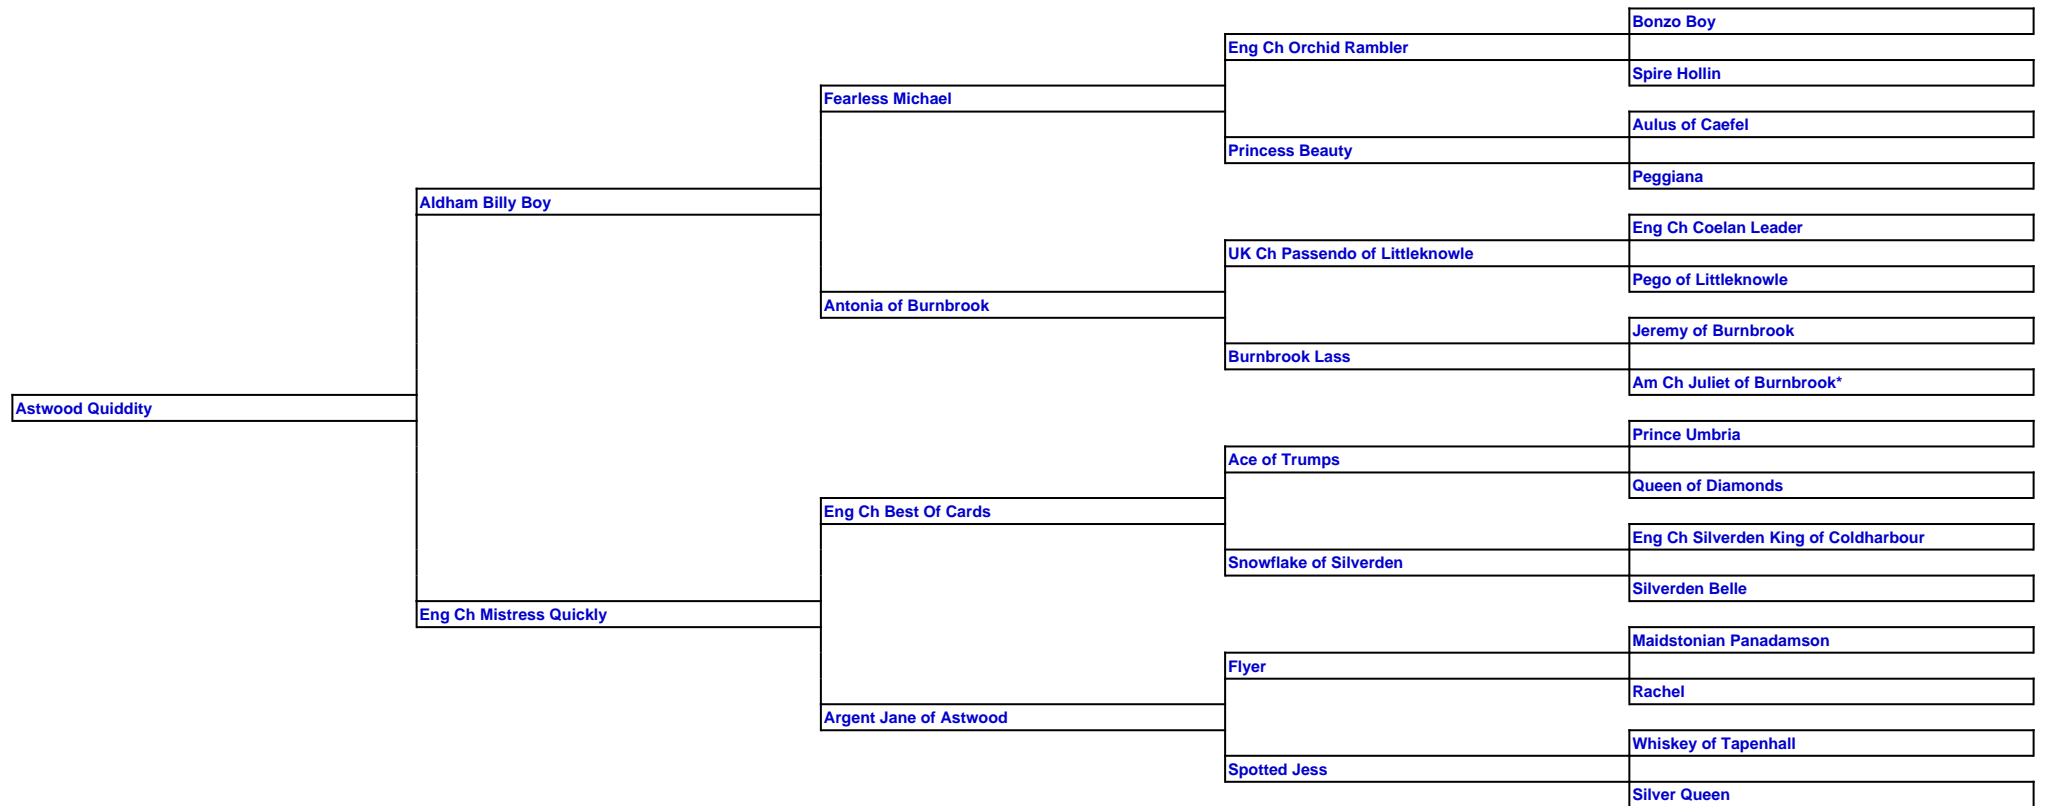 Bonzo Boy
Eng Ch Orchid Rambler
Spire Hollin
Fearless Michael
Aulus of Caefel
Princess Beauty
Peggiana
Aldham Billy Boy
Eng Ch Coelan Leader
UK Ch Passendo of Littleknowle
Pego of Littleknowle
Antonia of Burnbrook
Jeremy of Burnbrook
Burnbrook Lass
Am Ch Juliet of Burnbrook*
Astwood Quiddity
Prince Umbria
Ace of Trumps
Queen of Diamonds
Eng Ch Best Of Cards
Eng Ch Silverden King of Coldharbour
Snowflake of Silverden
Silverden Belle
Eng Ch Mistress Quickly
Maidstonian Panadamson
Flyer
Rachel
Argent Jane of Astwood
Whiskey of Tapenhall
Spotted Jess
Silver Queen